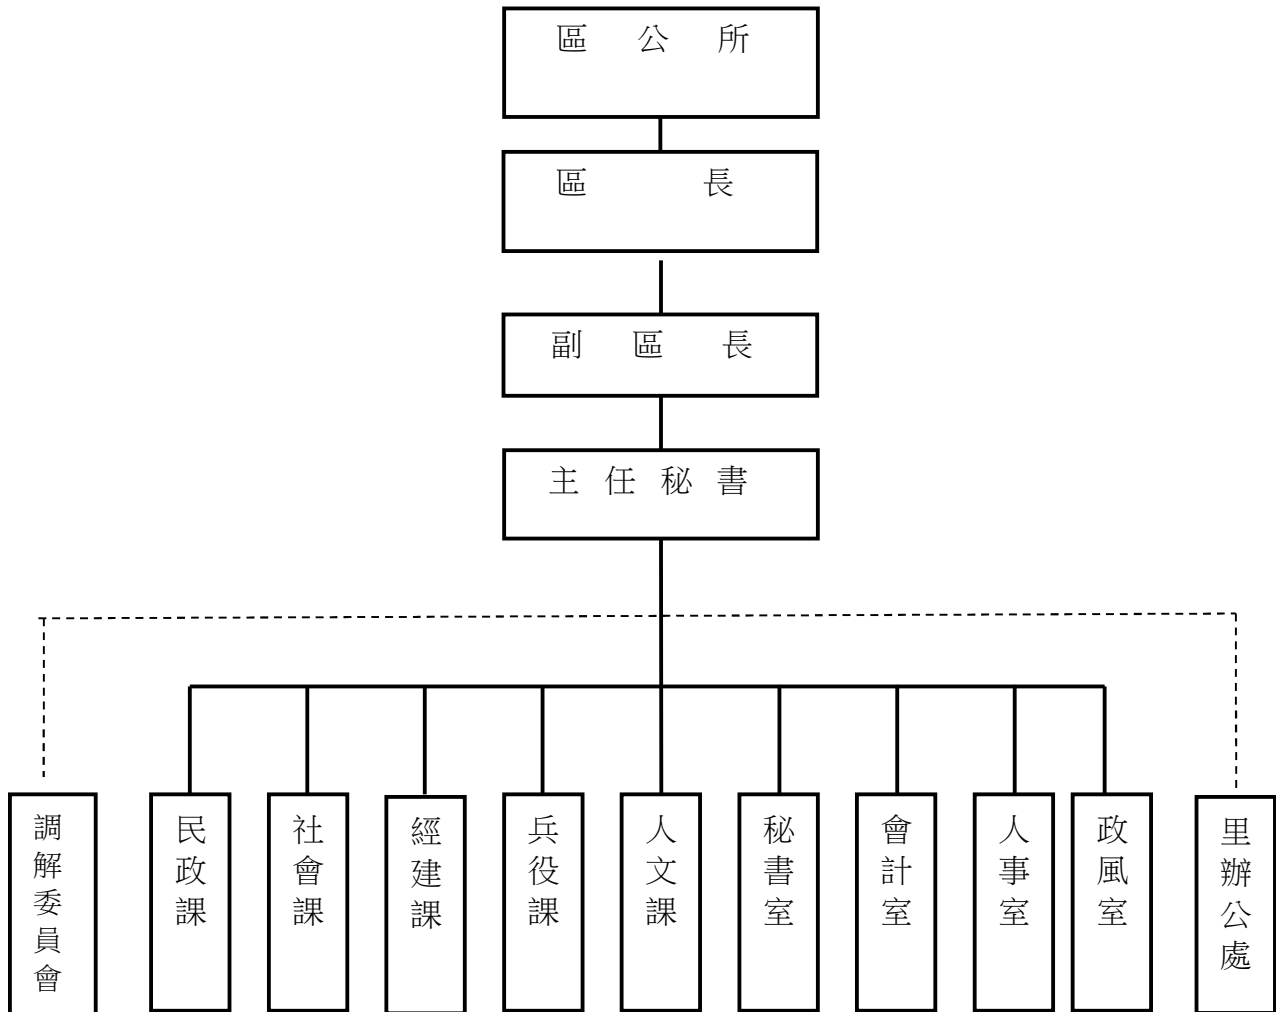 區公所
區長
副區長
主任秘書
調解委員會
民政課
社會課
經建課
兵役課
人文課
秘書室
會計室
人事室
政風室
里辦公處